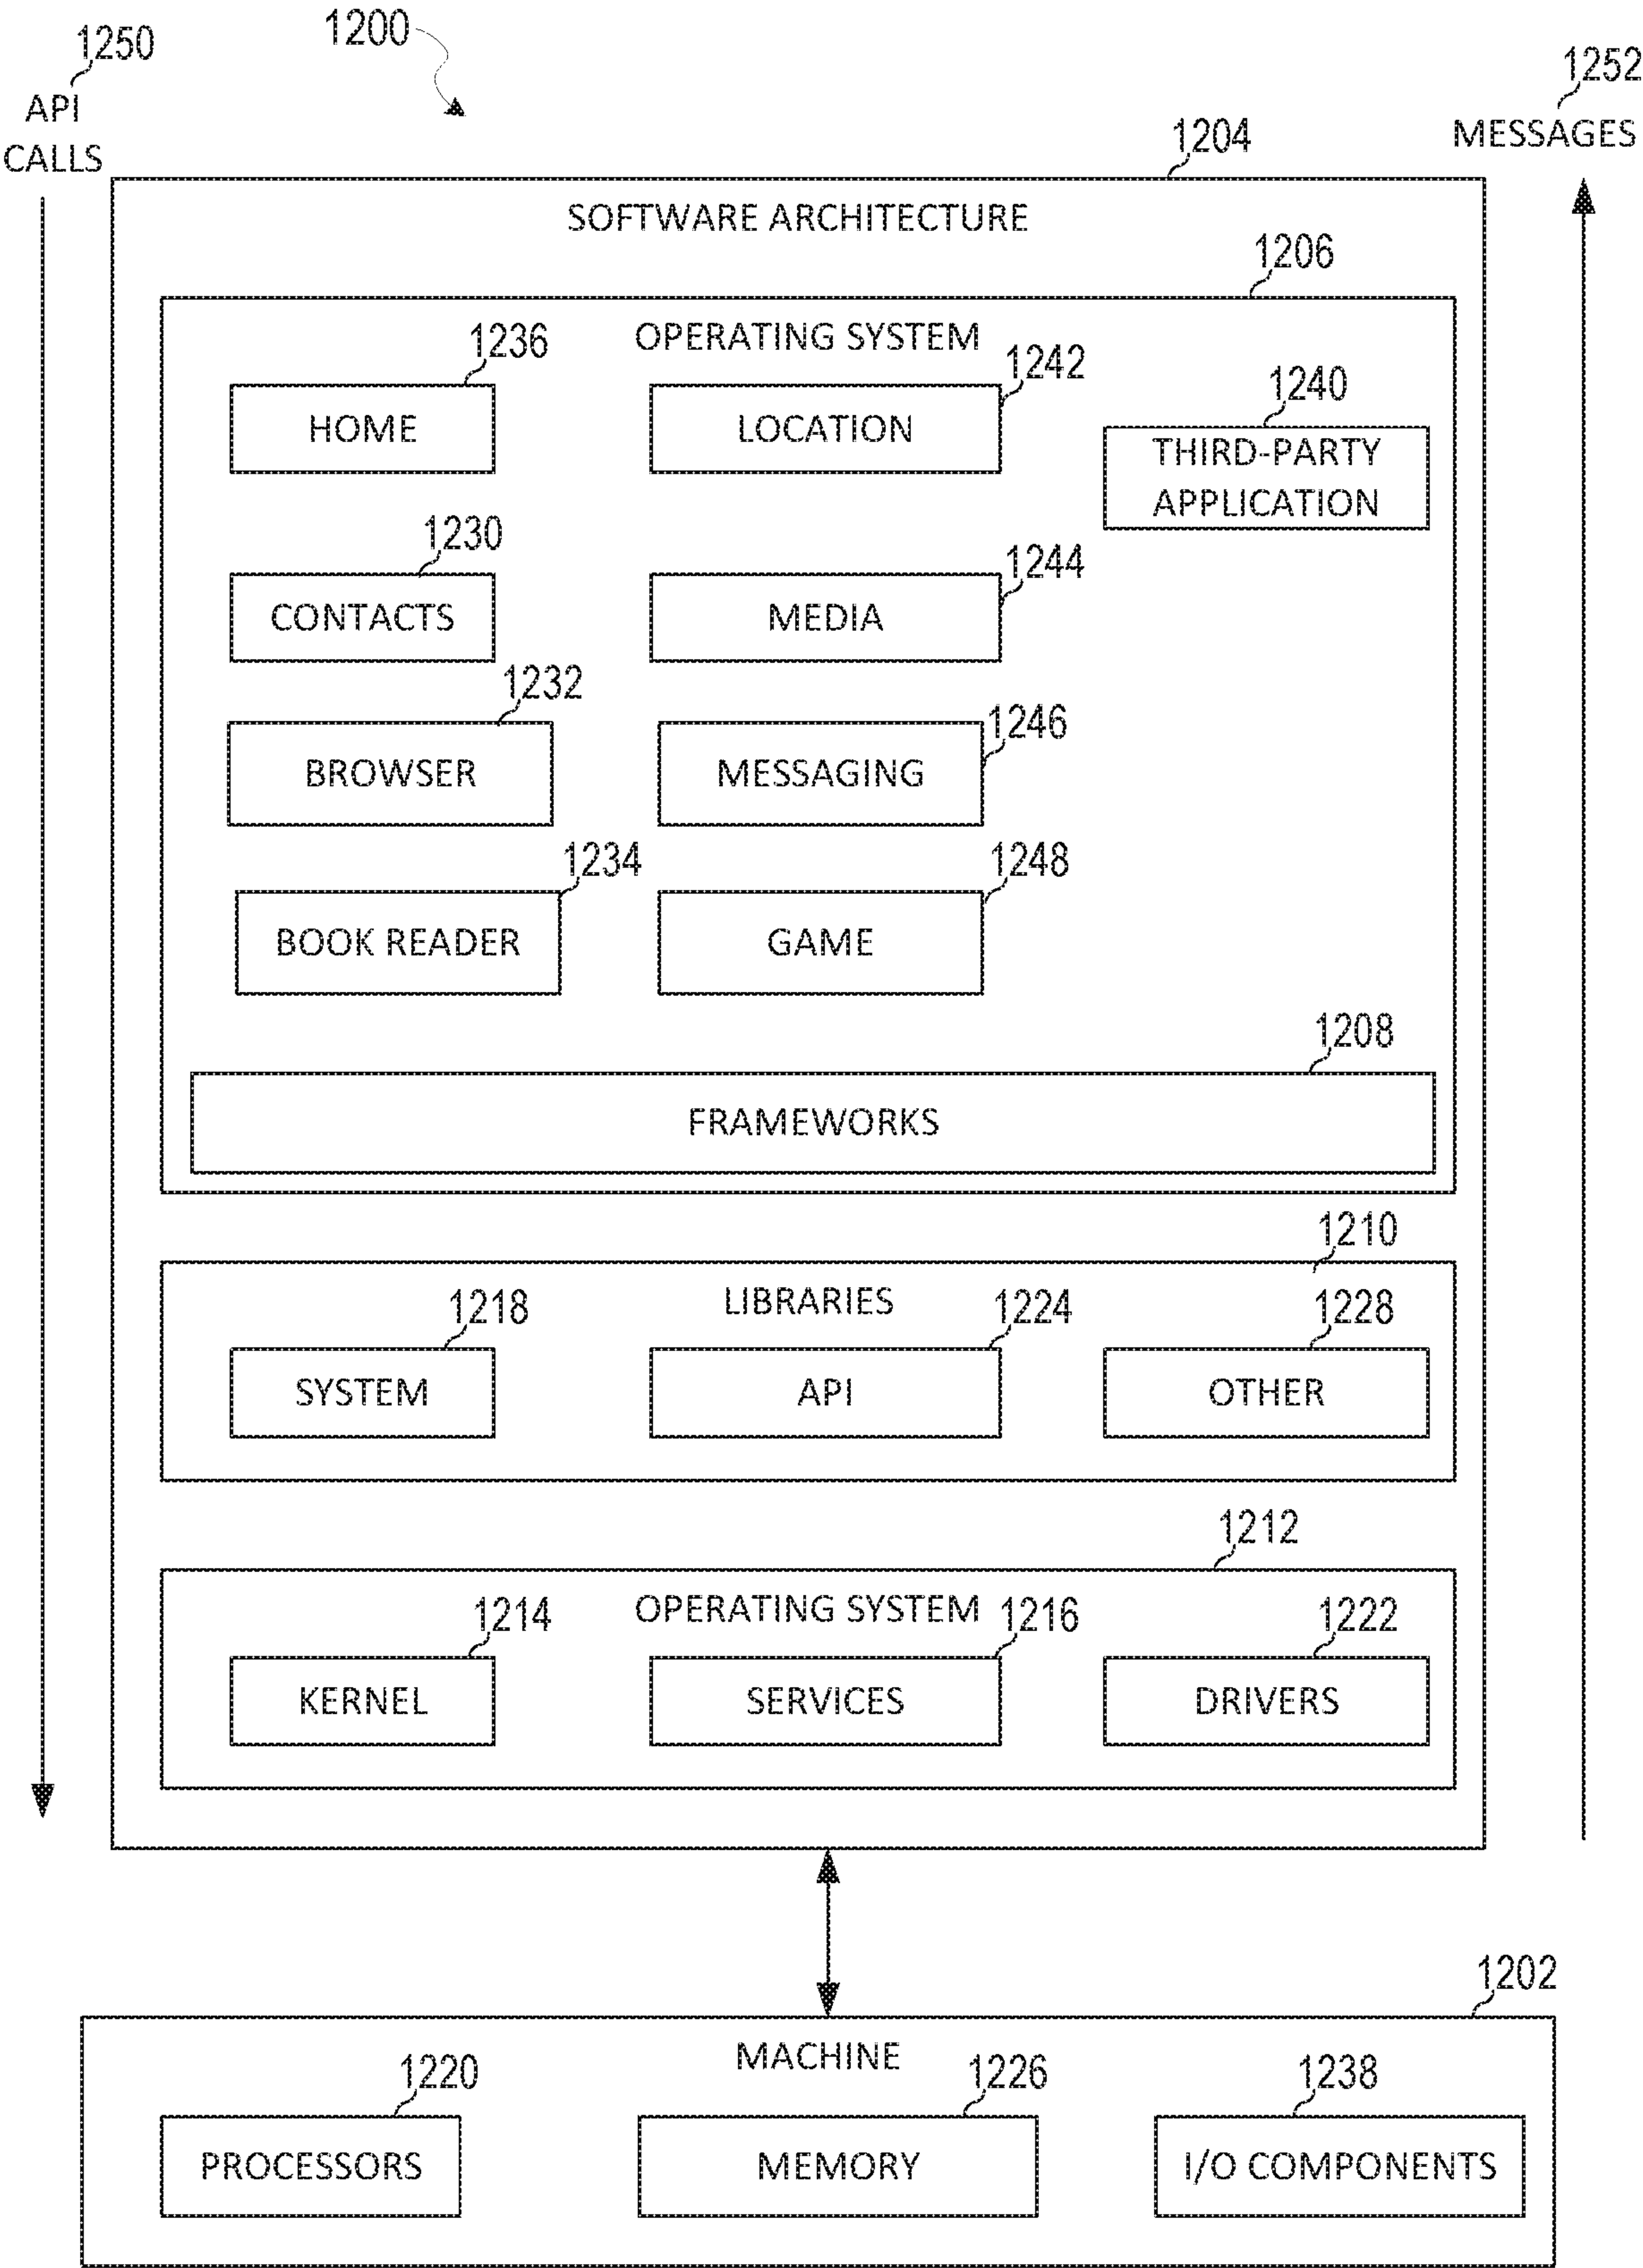 1200
1250
API
CALLS
1252
MESSAGES
1204
SOFTWARE ARCHITECTURE
1206
OPERATING SYSTEM
1236
HOME
1242
LOCATION
1240
THIRD-PARTY
APPLICATION
1230
CONTACTS
1244
MEDIA
1232
BROWSER
1246
MESSAGING
1234
BOOK READER
1248
GAME
1208
FRAMEWORKS
1210
LIBRARIES
1218
SYSTEM
1224
API
1228
OTHER
1212
OPERATING SYSTEM
1214
KERNEL
1216
SERVICES
1222
DRIVERS
1202
MACHINE
1220
PROCESSORS
1226
MEMORY
1238
I/O COMPONENTS